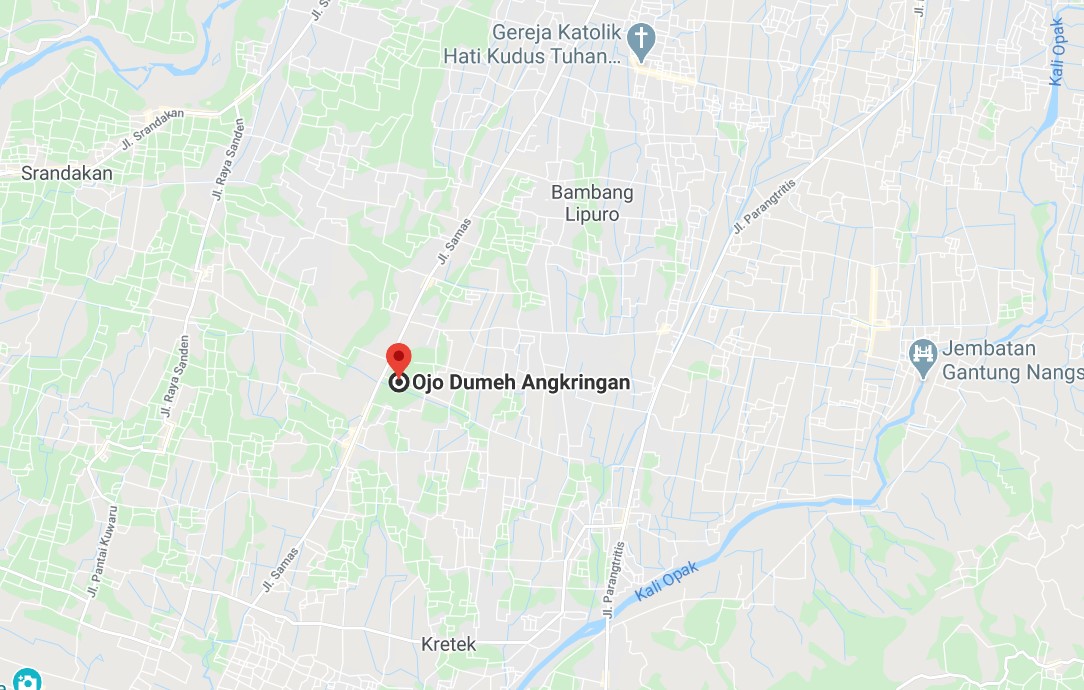 Jl. S
Jl.
Gereja Katolik
Hati Kudus Tuhan...
Kali Opak
Jl. Srandakan
Jl. Raya Sanden
Srandakan
Bambang
Lipuro
Jl. Parangtritis
Jl. Samas
Jl. Raya Sanden
Jembatan
Gantung Nangs
Ojo Dumeh Angkringan
Jl. Pantai Kuwaru
Jl. Samas
Jl. Parangtritis
Kali Opak
Kretek